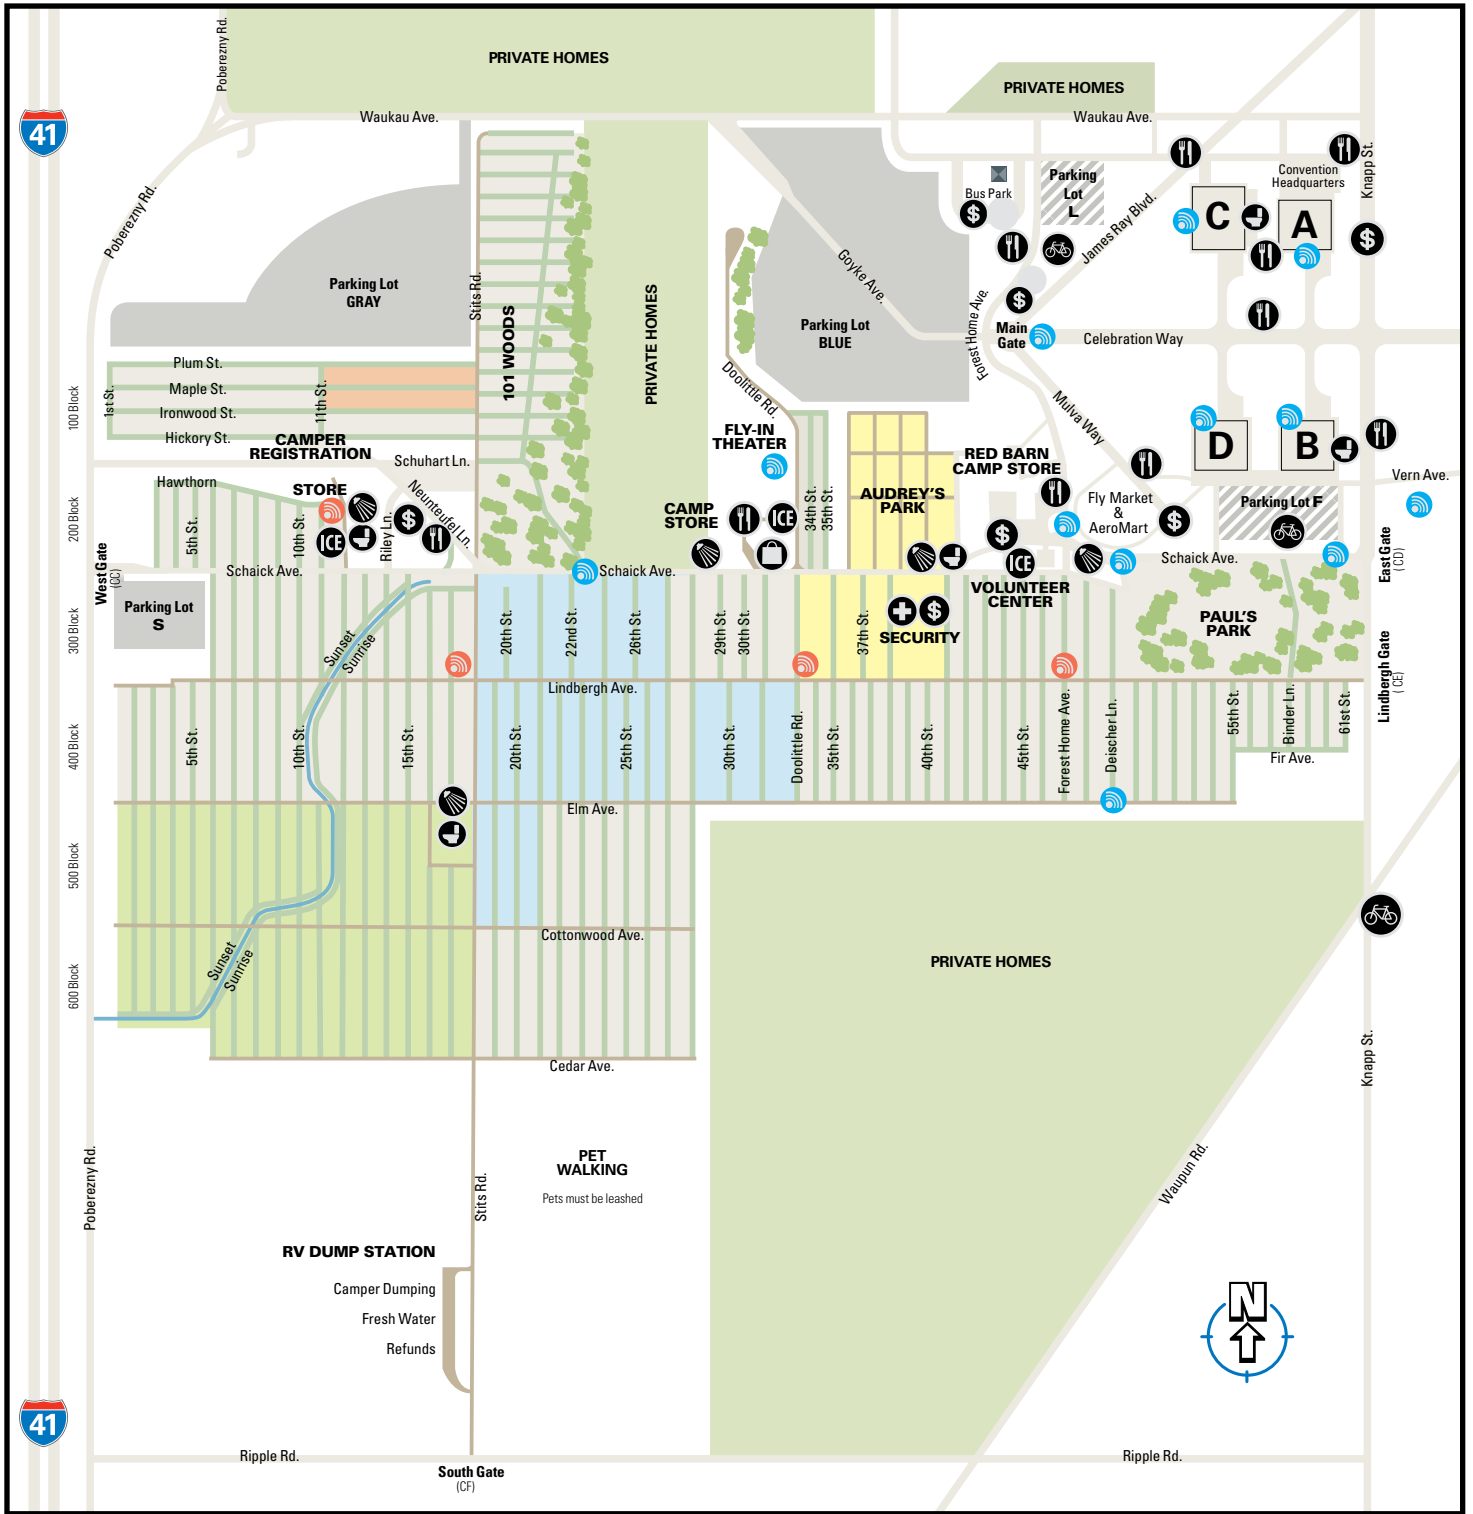 Poberezny Rd.
PRIVATE HOMES
PRIVATE HOMES
Waukau Ave.
Waukau Ave.
41
Poberezny Rd.
Parking Lot
GRAY
Stits Rd.
101 WOODS
PRIVATE HOMES
Goyke Ave.
Parking Lot
BLUE
Doolittle Rd.
Bus Park
Parking
Lot
L
$
James Ray Blvd.
Forest Home Ave.
$
Main
Gate
Convention
Headquarters
Knapp St.
C
A
$
Celebration Way
Mulva Way
Plum St.
Maple St.
Ironwood St.
Hickory St.
1st St.
11th St.
100 Block
CAMPER
REGISTRATION
Schuhart Ln.
FLY-IN
THEATER
RED BARN
CAMP STORE
D
B
Vern Ave.
Hawthorn
STORE
5th St.
10th St.
ICE
Riley Ln.
$
Neunteufel Ln.
200 Block
CAMP
STORE
ICE
34th St.
35th St.
AUDREY'S
PARK
Fly Market
&
AeroMart
$
$
ICE
Parking Lot F
East Gate
(CD)
West Gate
(CC)
Schaick Ave.
Schaick Ave.
Schaick Ave.
VOLUNTEER
CENTER
Parking Lot
S
300 Block
Sunset
Sunrise
20th St.
22nd St.
26th St.
29th St.
30th St.
37th St.
$
SECURITY
PAUL'S
PARK
Lindbergh Gate
(CE)
Lindbergh Ave.
400 Block
5th St.
10th St.
15th St.
20th St.
25th St.
30th St.
Doolittle Rd.
35th St.
40th St.
45th St.
Forest Home Ave.
Deischer Ln.
55th St.
Binder Ln.
61st St.
Fir Ave.
Elm Ave.
500 Block
Cottonwood Ave.
Sunset
Sunrise
600 Block
PRIVATE HOMES
Cedar Ave.
Knapp St.
Poberezny Rd.
Stits Rd.
PET
WALKING
Pets must be leashed
Waupun Rd.
RV DUMP STATION
Camper Dumping
Fresh Water
Refunds
N
41
Ripple Rd.
Ripple Rd.
South Gate
(CF)